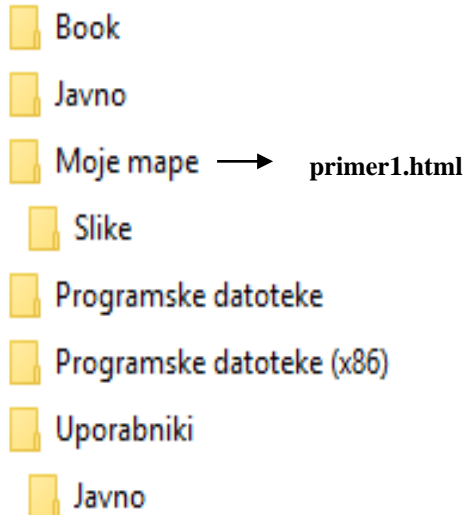 Book
Javno
Moje mape primer1.html
Slike
Programske datoteke
Programske datoteke (x86)
Uporabniki
Javno